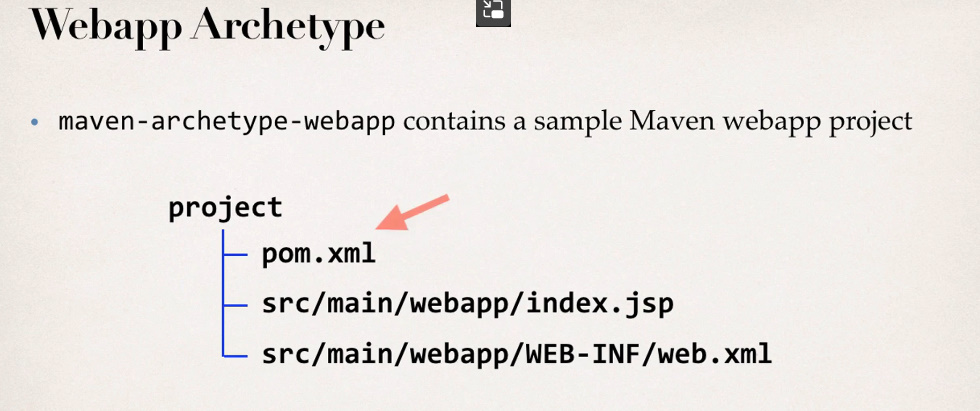 Webapp Archetype
• maven-archetype-webapp contains a sample Maven webapp project
project
pom.xml
src/main/webapp/index.jsp
src/main/webapp/WEB-INF/web.xml